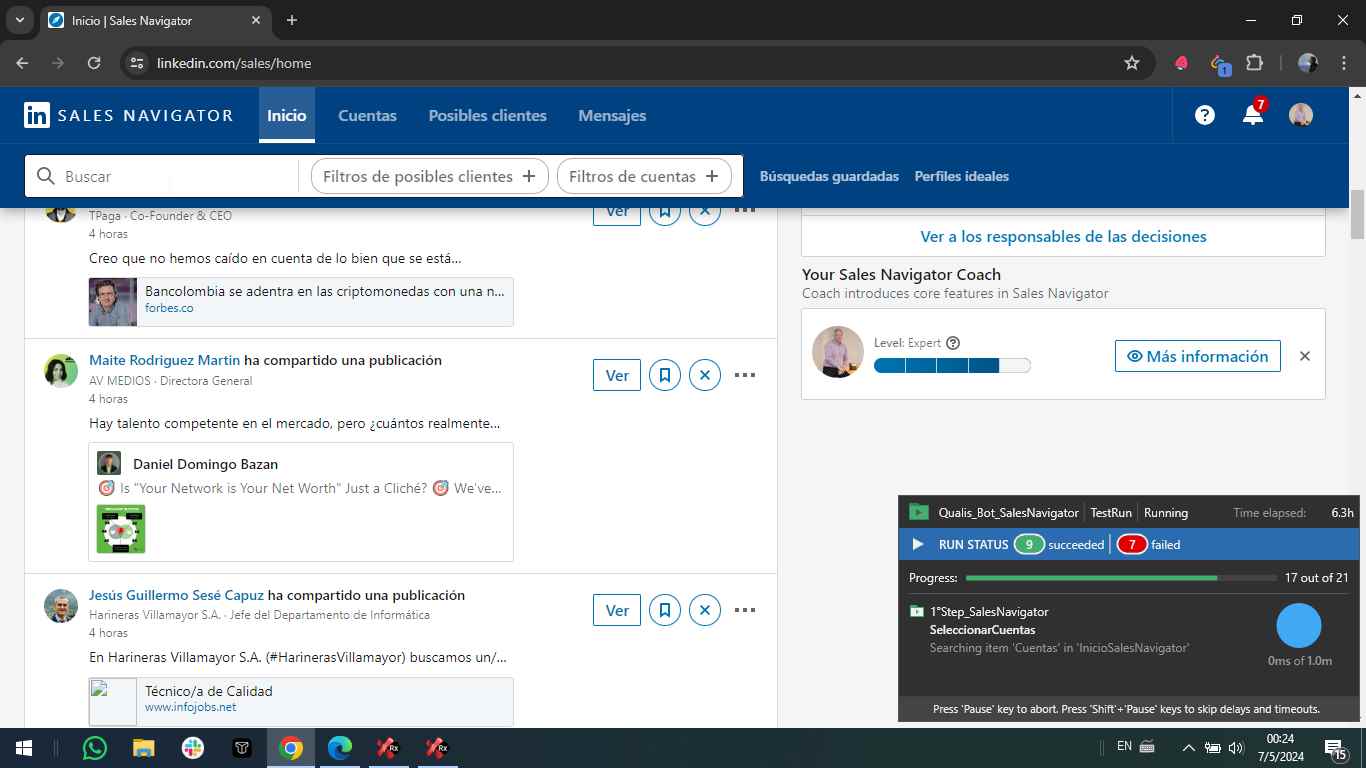 Inicio | Sales Navigator
linkedin.com/sales/home
1
in SALES NAVIGATOR
Inicio
Cuentas
Posibles clientes
Mensajes
7
Buscar
Filtros de posibles clientes +
Filtros de cuentas +
Búsquedas guardadas
Perfiles ideales
TPaga · Co-Founder & CEO
4 horas
Ver
Creo que no hemos caído en cuenta de lo bien que se está...
Bancolombia se adentra en las criptomonedas con una n...
forbes.co
Maite Rodriguez Martin ha compartido una publicación
AV MEDIOS · Directora General
4 horas
Ver
Hay talento competente en el mercado, pero ¿cuántos realmente...
Daniel Domingo Bazan
🎯 Is "Your Network is Your Net Worth" Just a Cliché? 🎯 We've...
Jesús Guillermo Sesé Capuz ha compartido una publicación
Harineras Villamayor S.A. · Jefe del Departamento de Informática
4 horas
Ver
En Harineras Villamayor S.A. (#HarinerasVillamayor) buscamos un/...
Técnico/a de Calidad
www.infojobs.net
Ver a los responsables de las decisiones
Your Sales Navigator Coach
Coach introduces core features in Sales Navigator
Level: Expert
Más información
Qualis_Bot_SalesNavigator
TestRun
Running
Time elapsed: 6.3h
RUN STATUS 9 succeeded 7 failed
Progress: 17 out of 21
1°Step_SalesNavigator
SeleccionarCuentas
Searching item 'Cuentas' in 'InicioSalesNavigator'
0ms of 1.0m
Press 'Pause' key to abort. Press 'Shift'+'Pause' keys to skip delays and timeouts.
Rx
Rx
EN
00:24
7/5/2024
15